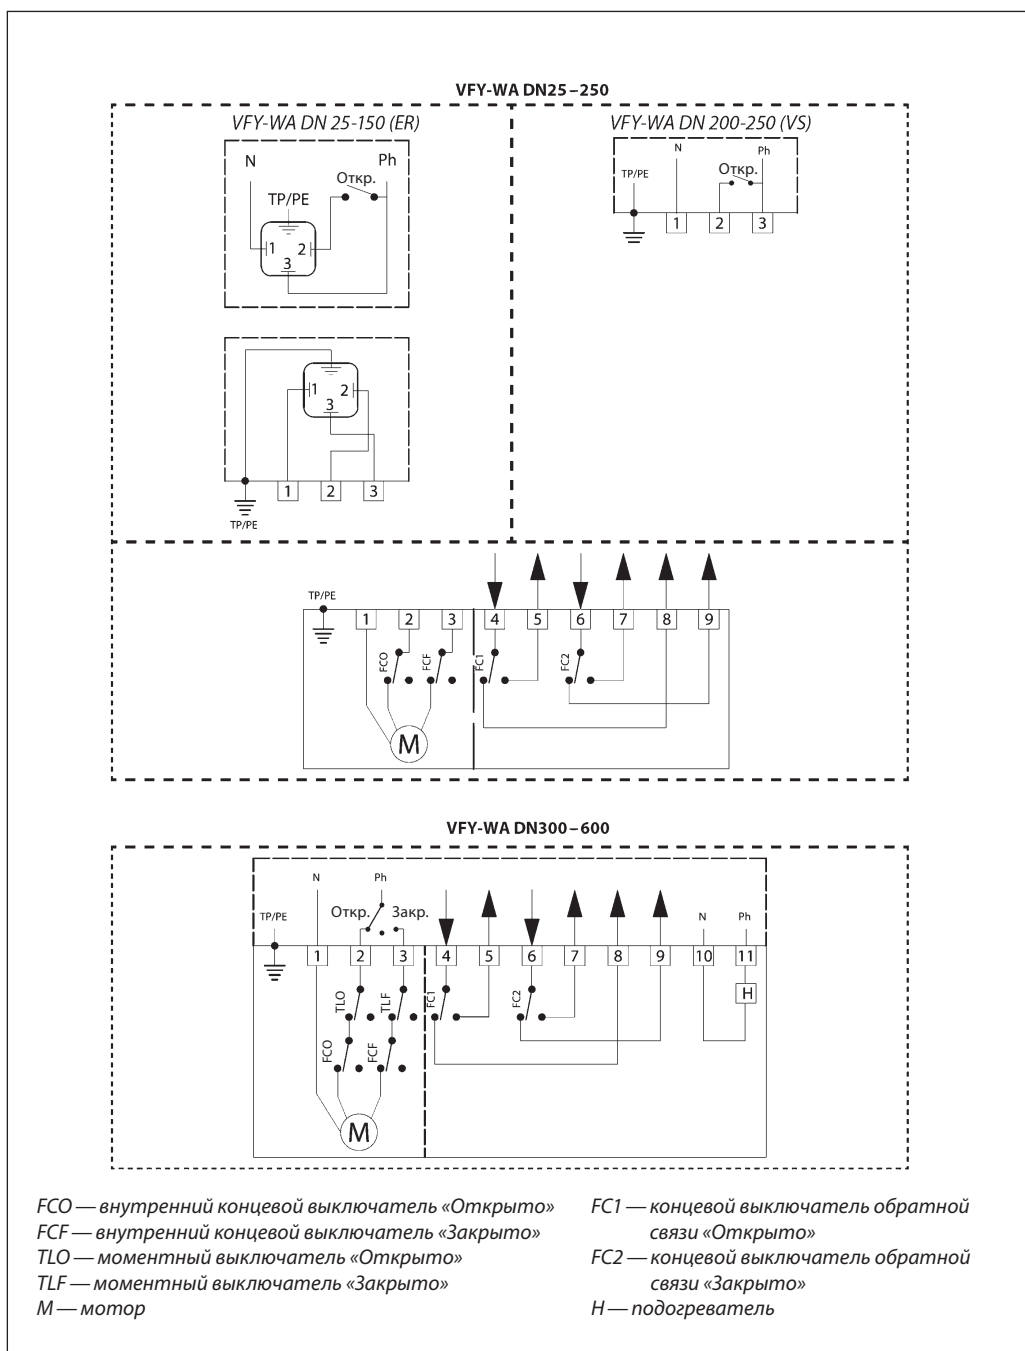 VFY-WA DN25–250
VFY-WA DN 25-150 (ER)
VFY-WA DN 200-250 (VS)
N
Ph
Откр.
TP/PE
1
2
3
N
Ph
TP/PE
Откр.
1
2
3
1
2
3
1
2
3
TP/PE
TP/PE
1
2
3
4
5
6
7
8
9
FCO
FCF
FC1
FC2
M
VFY-WA DN300–600
N
Ph
TP/PE
Откр.
Закр.
N
Ph
1
2
3
4
5
6
7
8
9
10
11
TLO
TLF
FC1
FC2
H
FCO
FCF
M
FCO — внутренний концевой выключатель «Открыто»
FCF — внутренний концевой выключатель «Закрыто»
TLO — моментный выключатель «Открыто»
TLF — моментный выключатель «Закрыто»
M — мотор
FC1 — концевой выключатель обратной
связи «Открыто»
FC2 — концевой выключатель обратной
связи «Закрыто»
H — подогреватель